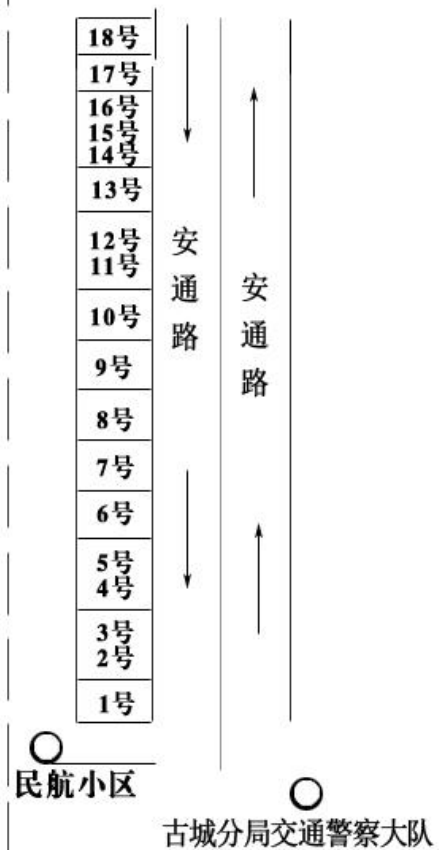 18号
17号
16号
15号
14号
13号
12号
11号
10号
9号
8号
7号
6号
5号
4号
3号
2号
1号
安通路
安通路
民航小区
古城分局交通警察大队